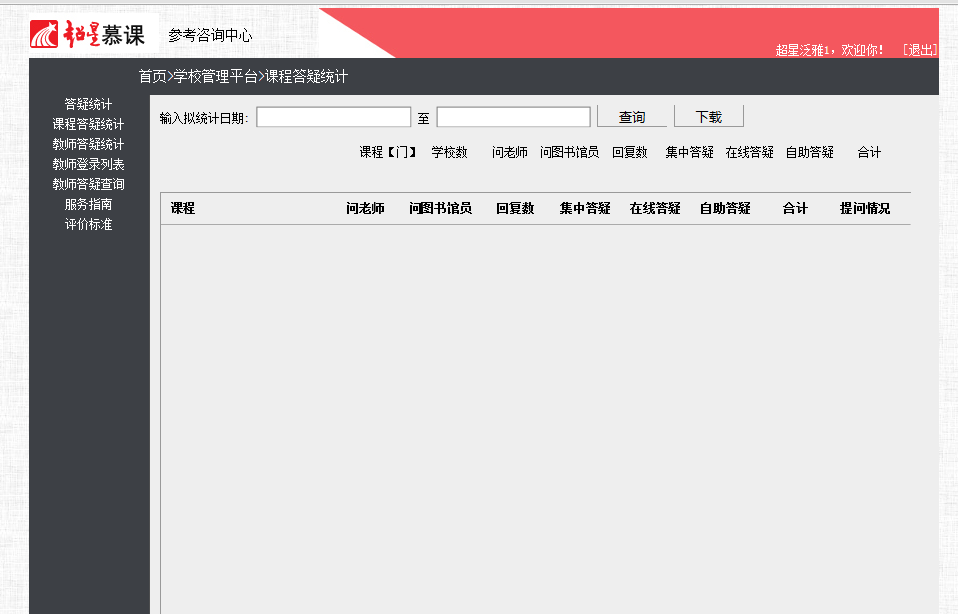 超星慕课 参考咨询中心
超星泛雅1，欢迎你! [退出]
首页>学校管理平台>课程答疑统计
答疑统计
课程答疑统计
教师答疑统计
教师登录列表
教师答疑查询
服务指南
评价标准
输入拟统计日期: 至 查询 下载
课程【门】 学校数 问老师 问图书馆员 回复数 集中答疑 在线答疑 自助答疑 合计
课程 问老师 问图书馆员 回复数 集中答疑 在线答疑 自助答疑 合计 提问情况